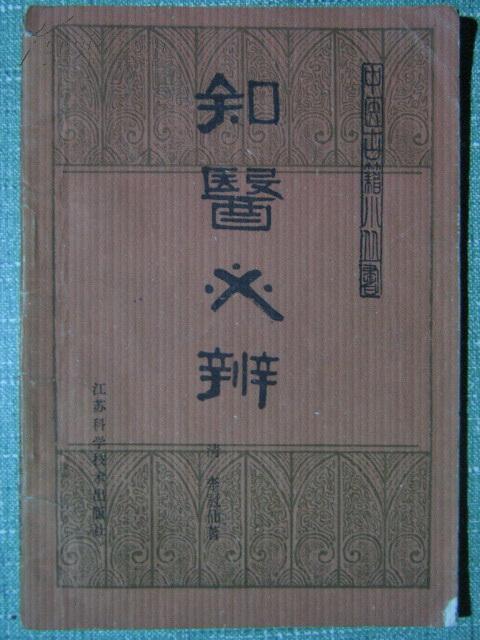 中医古籍小丛书
知醫必辨
清 李冠仙著
江苏科学技术出版社